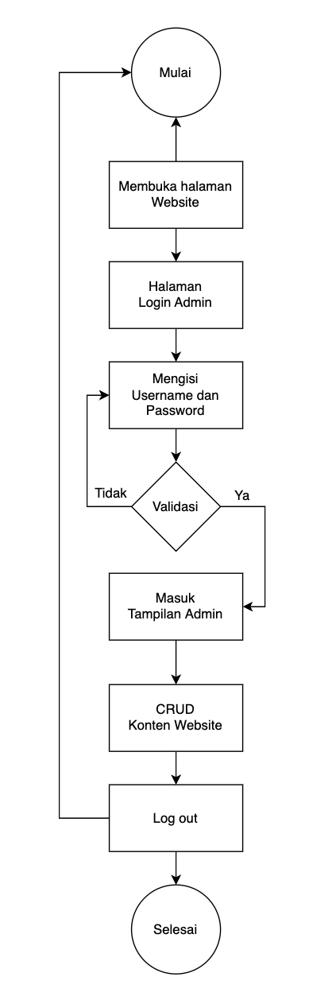 Mulai
Membuka halaman
Website
Halaman
Login Admin
Mengisi
Username dan
Password
Tidak
Validasi
Ya
Masuk
Tampilan Admin
CRUD
Konten Website
Log out
Selesai